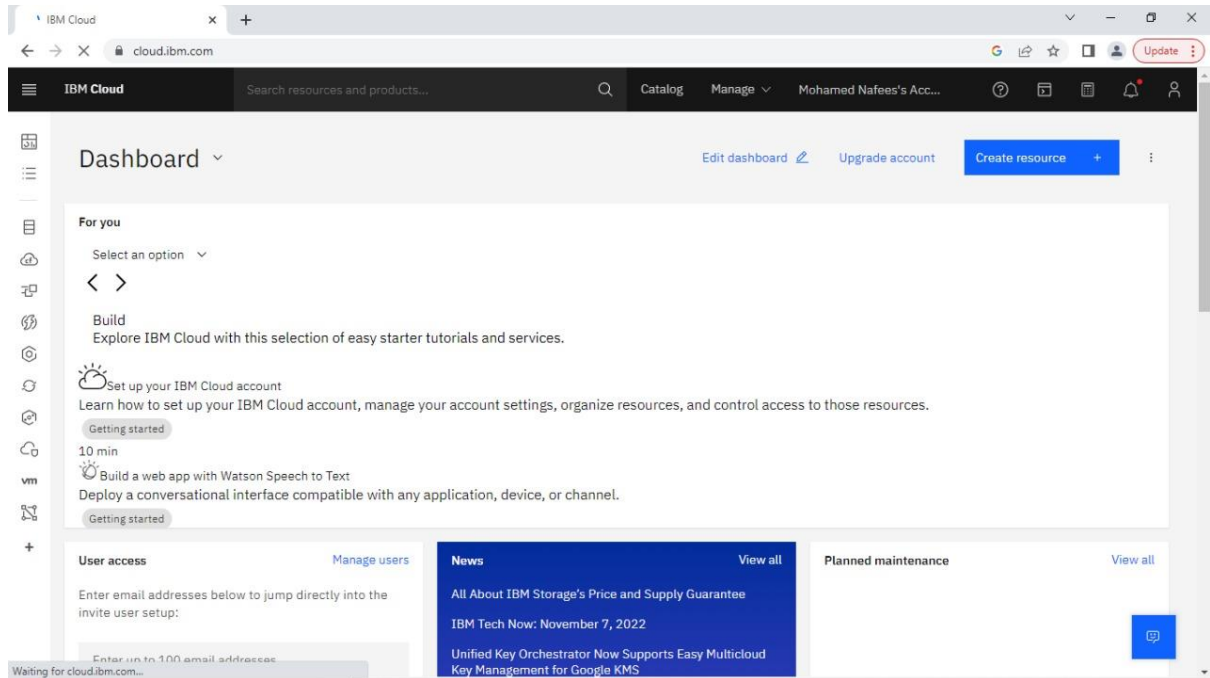 IBM Cloud
cloud.ibm.com
G
Update
IBM Cloud
Search resources and products...
Catalog
Manage
Mohamed Nafees's Acc...
Dashboard
Edit dashboard
Upgrade account
Create resource +
For you
Select an option
Build
Explore IBM Cloud with this selection of easy starter tutorials and services.
Set up your IBM Cloud account
Learn how to set up your IBM Cloud account, manage your account settings, organize resources, and control access to those resources.
Getting started
10 min
Build a web app with Watson Speech to Text
Deploy a conversational interface compatible with any application, device, or channel.
Getting started
vm
User access
Manage users
Enter email addresses below to jump directly into the
invite user setup:
Enter up to 100 email addresses
News
View all
All About IBM Storage's Price and Supply Guarantee
IBM Tech Now: November 7, 2022
Unified Key Orchestrator Now Supports Easy Multicloud
Key Management for Google KMS
Planned maintenance
View all
Waiting for cloud.ibm.com...